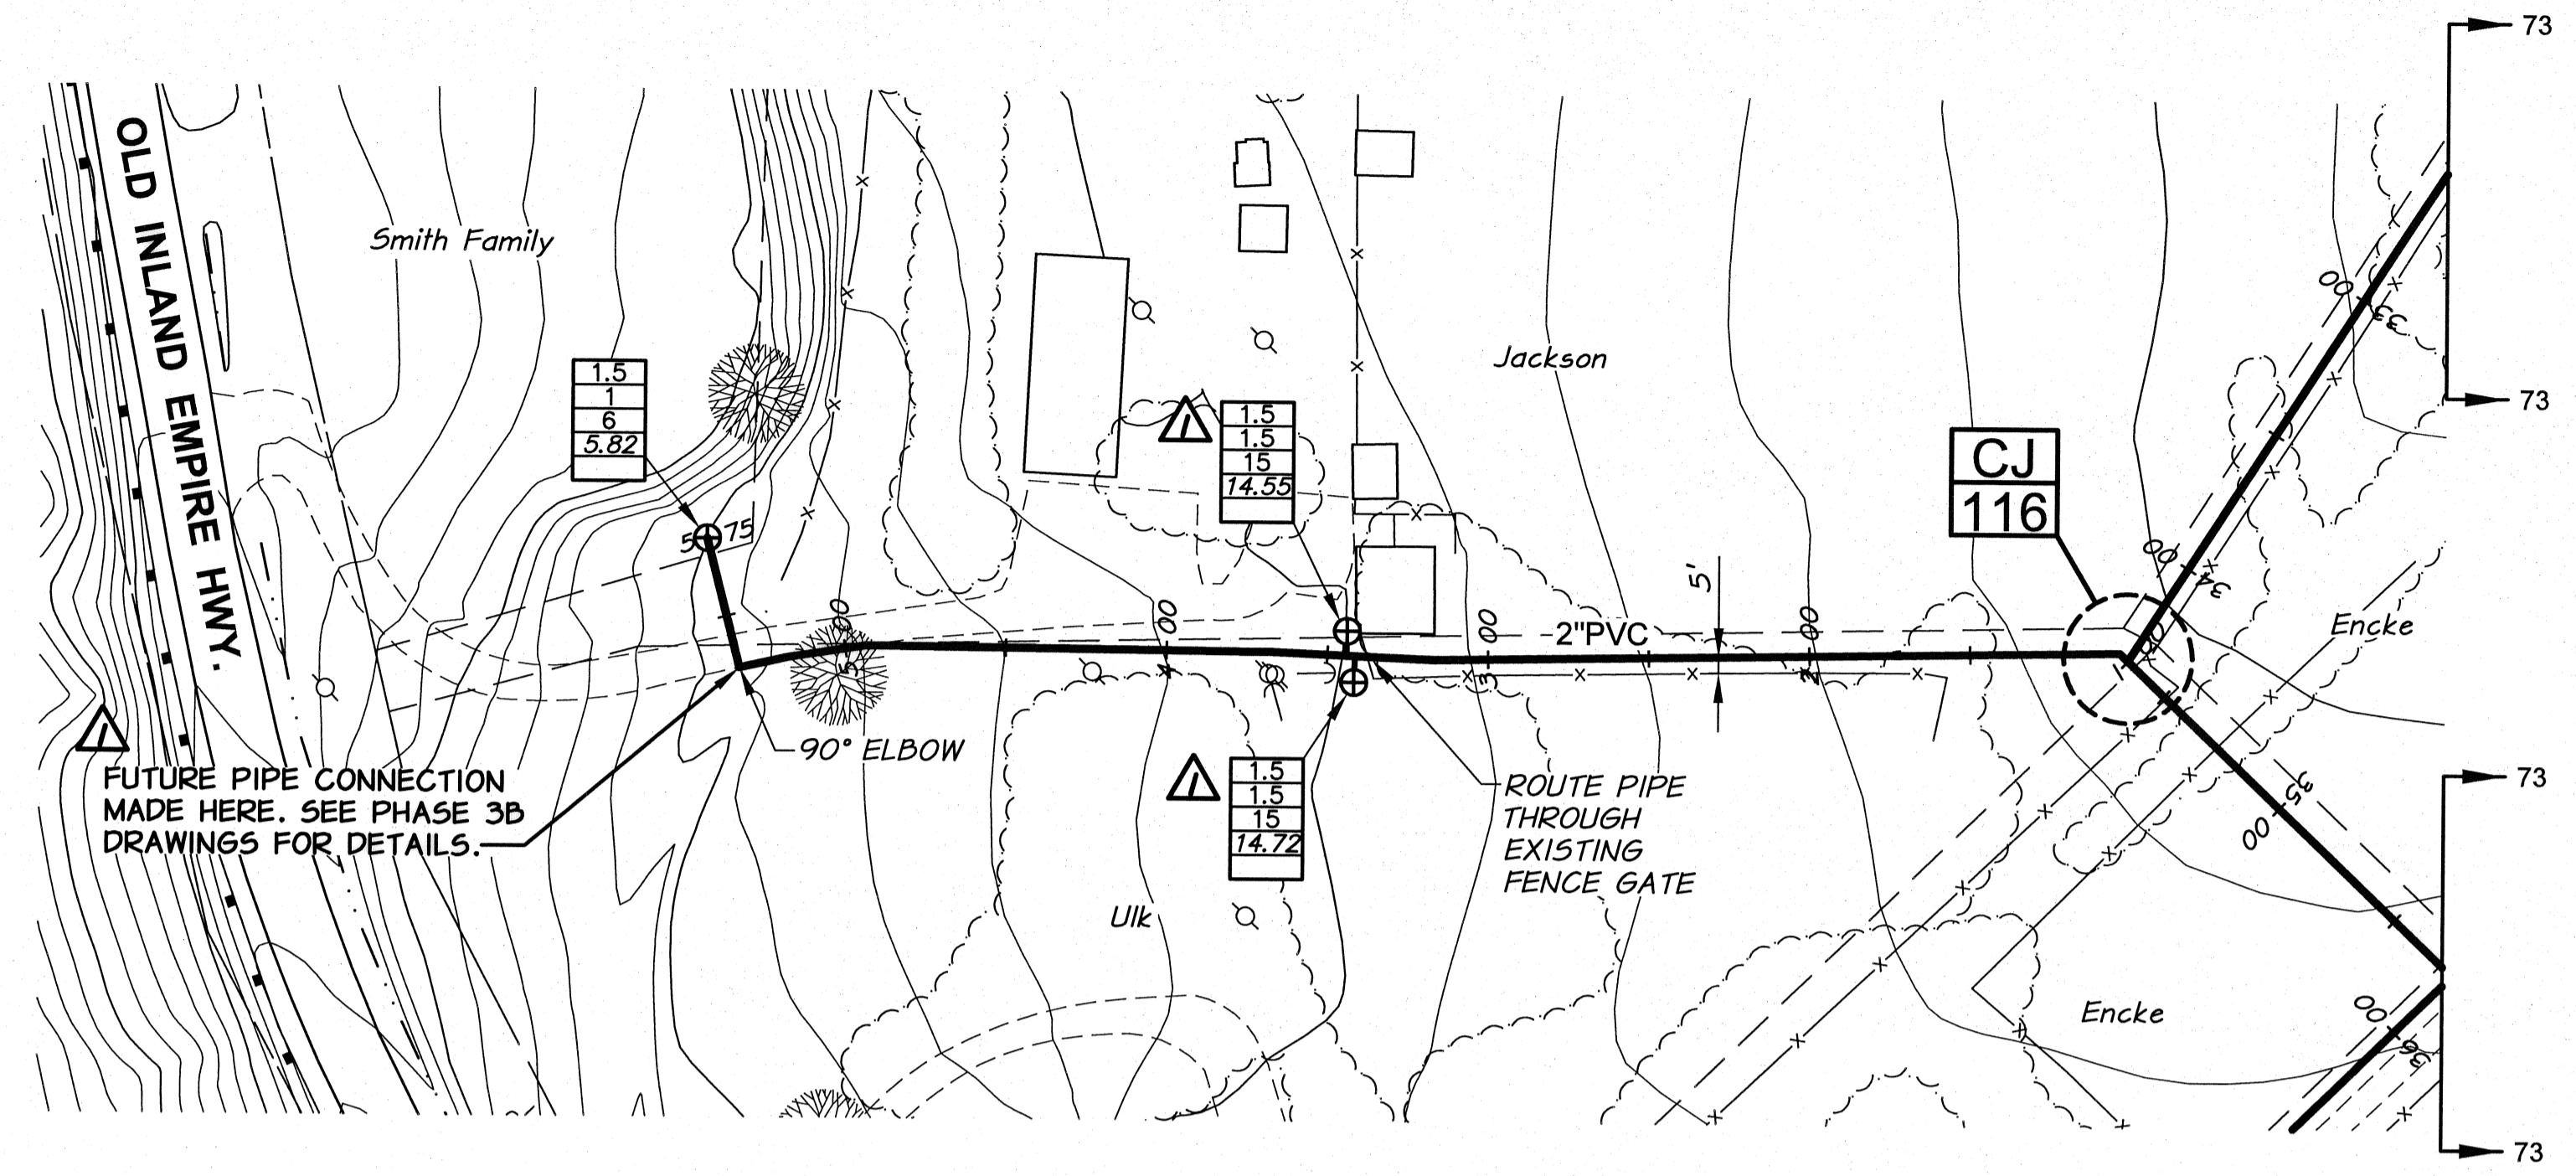 73
73
OLD INLAND EMPIRE HWY.
Smith Family
1.5
1
6
5.82
5 75
1.5
1.5
15
14.55
Jackson
CJ
116
00
33
00
34
Encke
5'
2"PVC
00
5
00
4
00
3
00
2
90° ELBOW
FUTURE PIPE CONNECTION
MADE HERE. SEE PHASE 3B
DRAWINGS FOR DETAILS.
1.5
1.5
15
14.72
ROUTE PIPE
THROUGH
EXISTING
FENCE GATE
Ulk
35
00
73
Encke
00
36
73